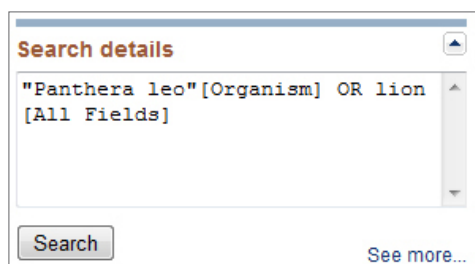 Search details
"Panthera leo"[Organism] OR lion
[All Fields]
Search
See more...